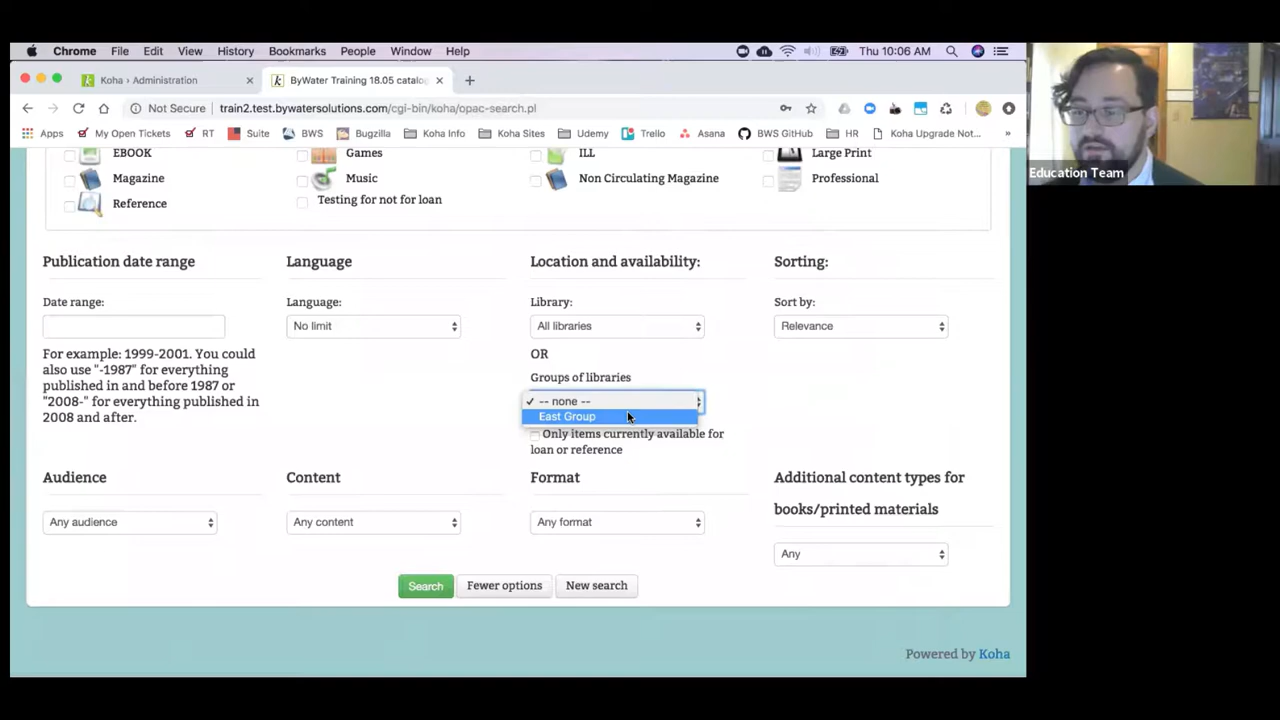 Chrome File Edit View History Bookmarks People Window Help Thu 10:06 AM
Koha › Administration ByWater Training 18.05 catalog
Not Secure train2.test.bywatersolutions.com/cgi-bin/koha/opac-search.pl
Apps My Open Tickets RT Suite BWS Bugzilla Koha Info Koha Sites Udemy Trello Asana BWS GitHub HR Koha Upgrade Not... »
EBOOK Games ILL Large Print
Magazine Music Non Circulating Magazine Professional
Reference Testing for not for loan
Education Team
Publication date range
Date range:
For example: 1999-2001. You could
also use "-1987" for everything
published in and before 1987 or
"2008-" for everything published in
2008 and after.
Language
Language:
No limit
Location and availability:
Library:
All libraries
OR
Groups of libraries
✓ -- none --
East Group
Only items currently available for
loan or reference
Sorting:
Sort by:
Relevance
Audience
Any audience
Content
Any content
Format
Any format
Additional content types for
books/printed materials
Any
Search Fewer options New search
Powered by Koha